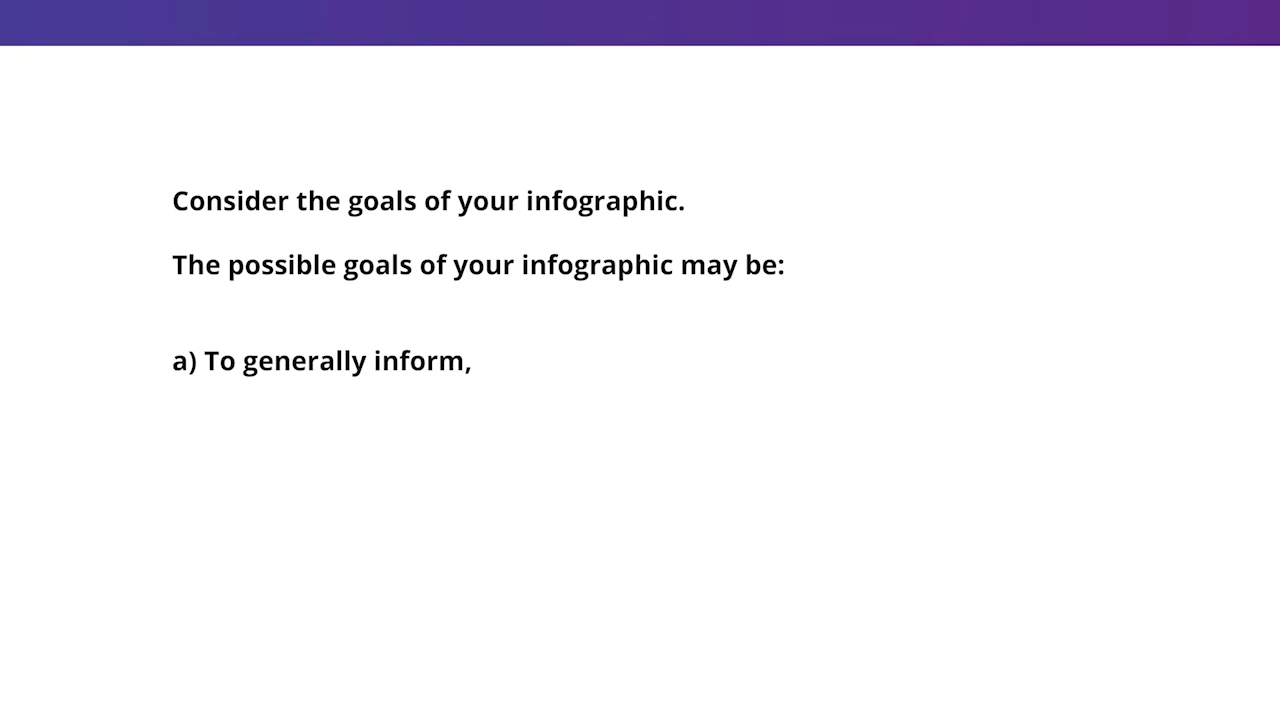 Consider the goals of your infographic.
The possible goals of your infographic may be:
a) To generally inform,